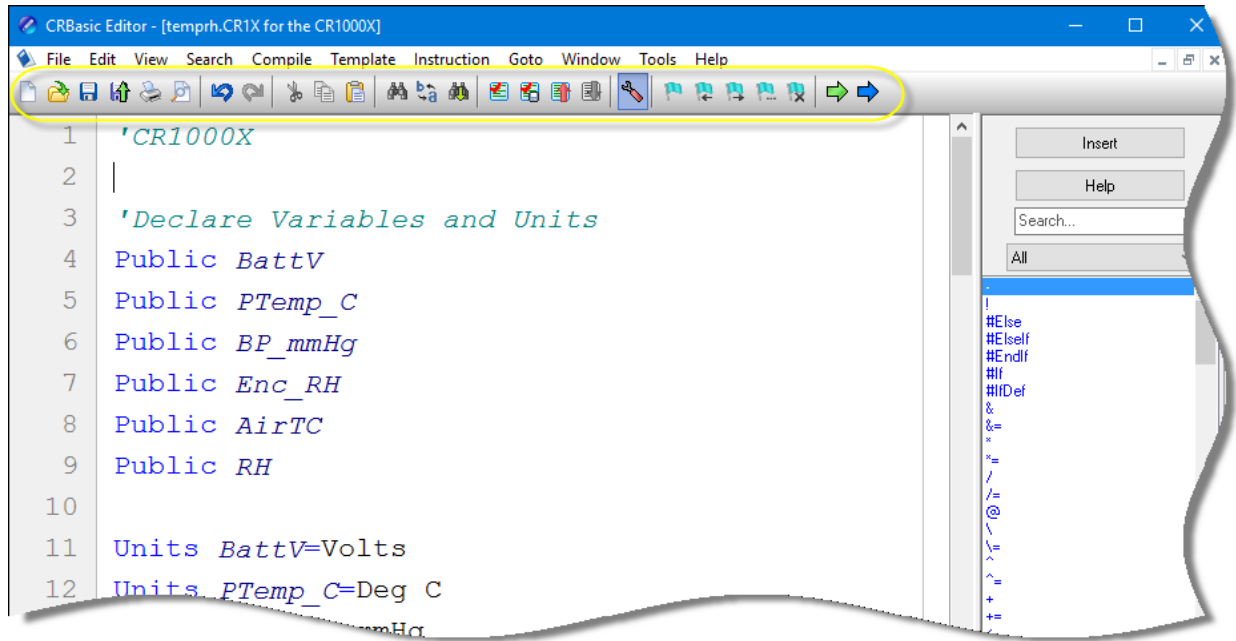 CRBasic Editor - [temprh.CR1X for the CR1000X]
File Edit View Search Compile Template Instruction Goto Window Tools Help
1 'CR1000X
2
3 'Declare Variables and Units
4 Public BattV
5 Public PTemp_C
6 Public BP_mmHg
7 Public Enc_RH
8 Public AirTC
9 Public RH
10
11 Units BattV=Volts
12 Units PTemp_C=Deg C
mmHg
Insert
Help
Search...
All
-
!
#Else
#ElseIf
#EndIf
#If
#IfDef
&
&=
*
*=
/
/=
@
\
\=
^
^=
+
+=